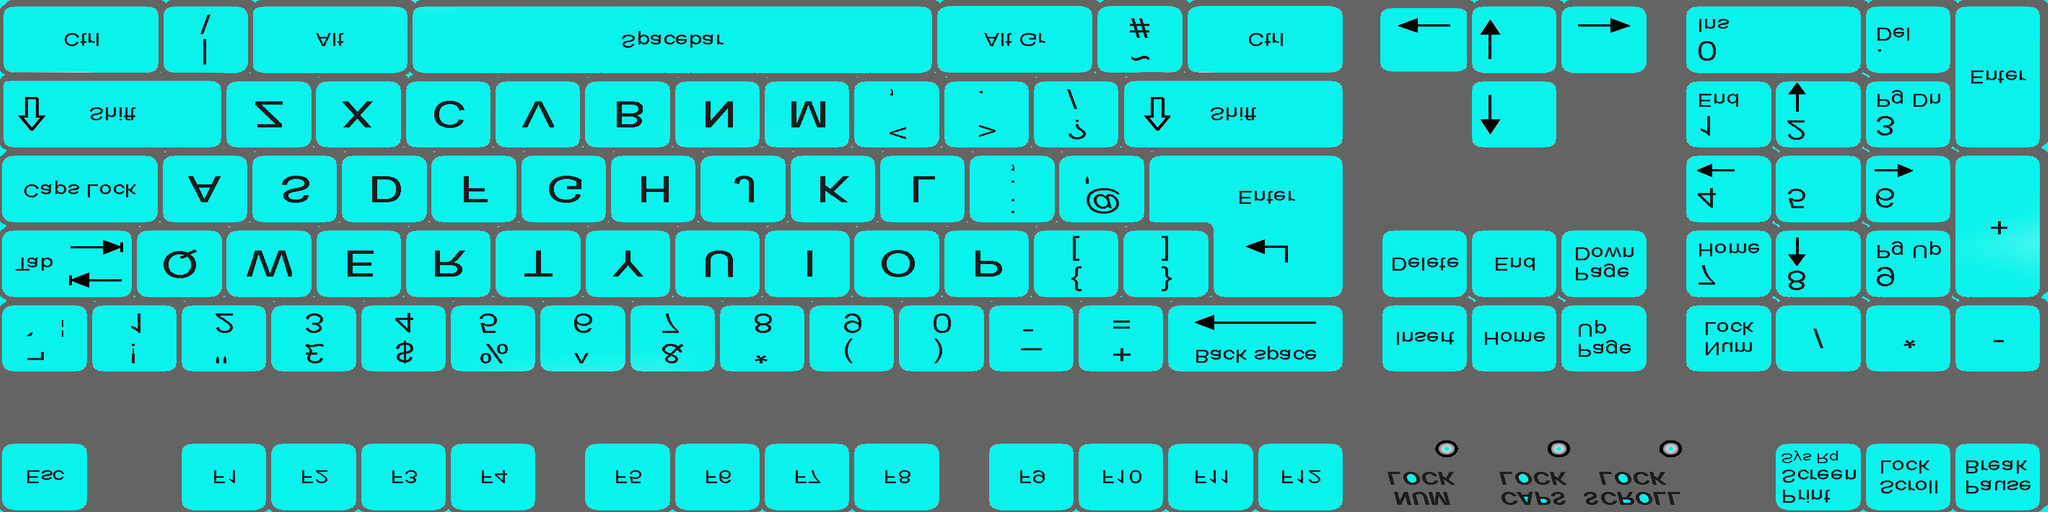 Esc F1 F2 F3 F4 F5 F6 F7 F8 F9 F10 F11 F12
NUM LOCK
CAPS LOCK
SCROLL LOCK
Print
Screen
Sys Rq
Scroll
Lock
Pause
Break
¬ ! " £ $ % ^ & * ( ) _ + Back space
` ¦ 1 2 3 4 5 6 7 8 9 0 - =
Insert
Home
Page
Up
Num
Lock
/
*
-
Tab Q W E R T Y U I O P { }
[ ]
Delete
End
Page
Down
7
Home
8
9
Pg Up
+
Caps Lock A S D F G H J K L : @ Enter
; '
4
5
6
Shift Z X C V B N M < > ? Shift
, . /
1
End
2
3
Pg Dn
Enter
Ctrl | Alt Spacebar Alt Gr ~ Ctrl
\ #
0
Ins
.
Del